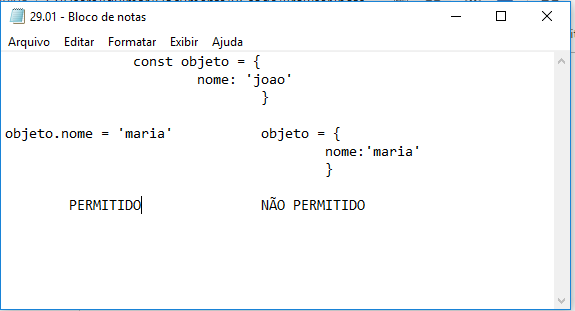 29.01 - Bloco de notas
Arquivo Editar Formatar Exibir Ajuda
const objeto = {
nome: 'joao'
}
objeto.nome = 'maria' objeto = {
nome:'maria'
}
PERMITIDO NÃO PERMITIDO